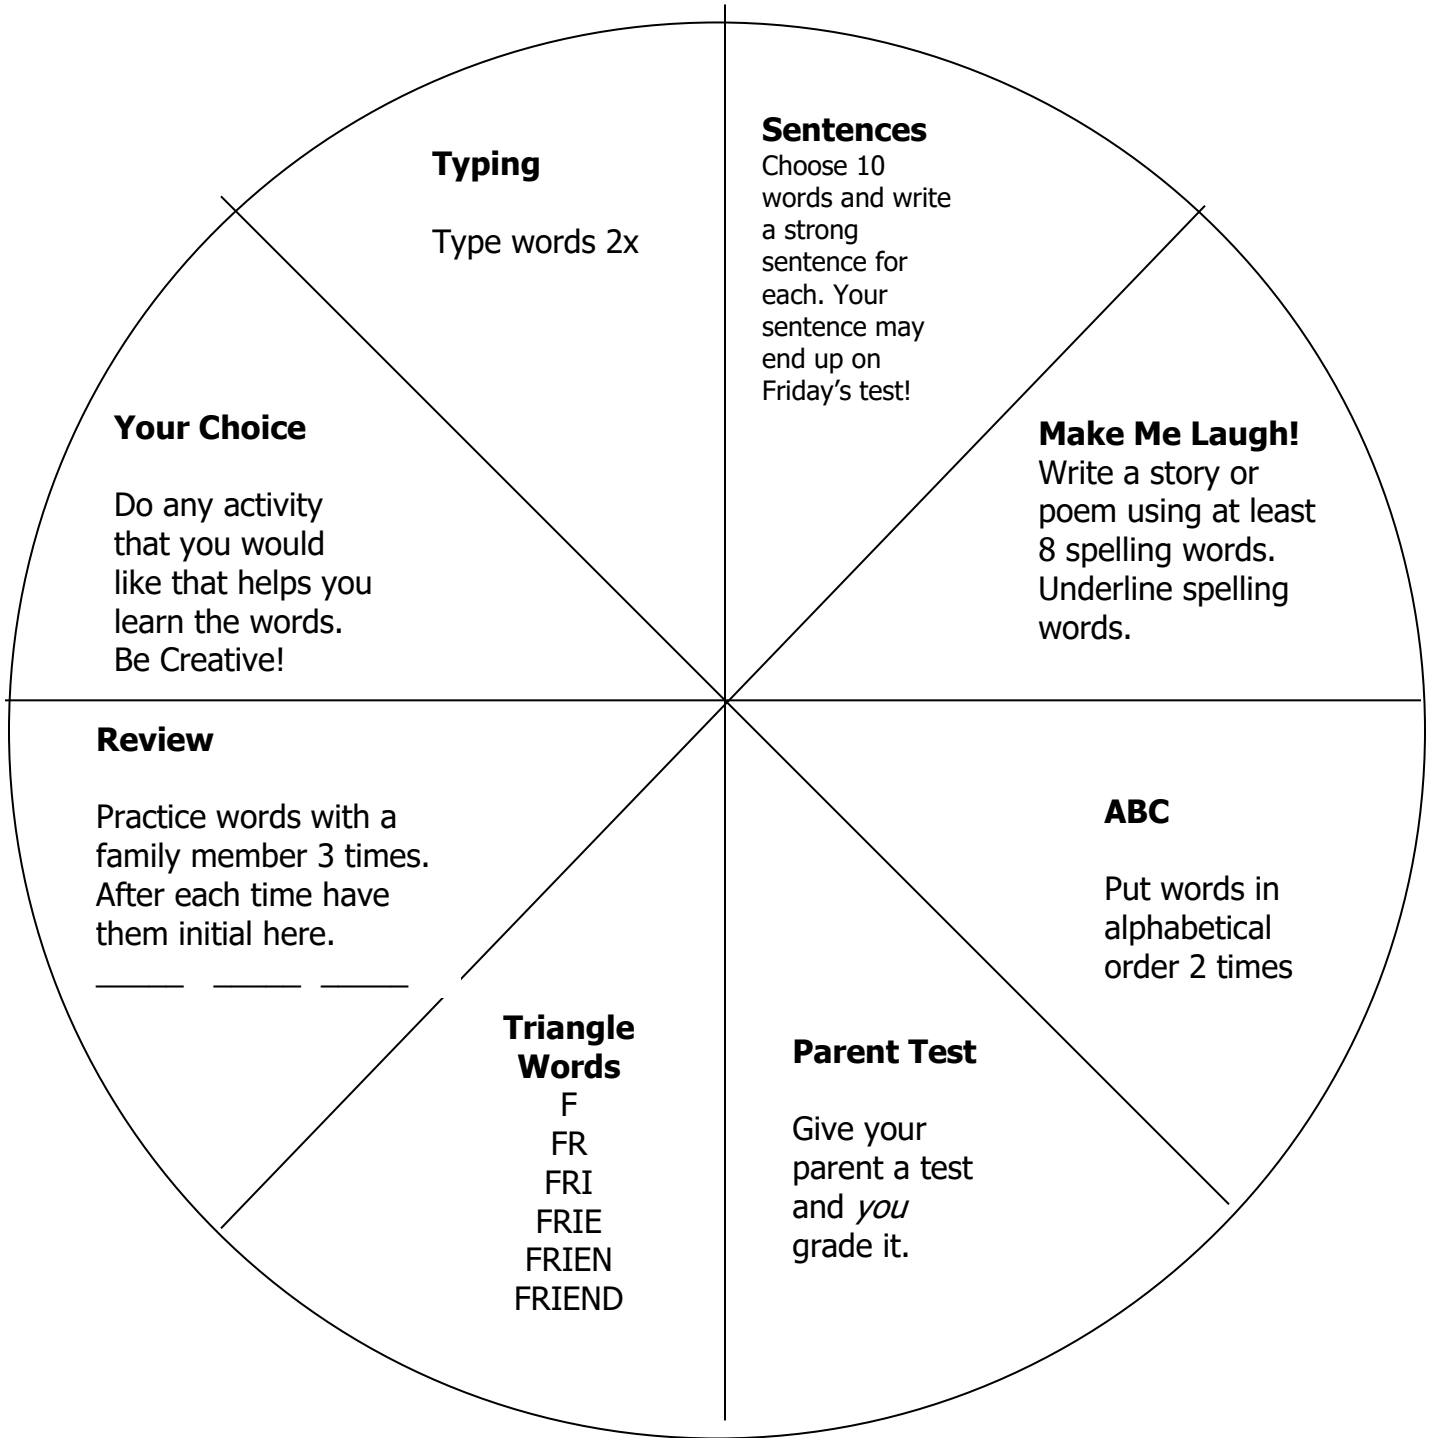 Sentences
Choose 10
words and write
a strong
sentence for
each. Your
sentence may
end up on
Friday’s test!
Make Me Laugh!
Write a story or
poem using at least
8 spelling words.
Underline spelling
words.
ABC
Put words in
alphabetical
order 2 times
Parent Test
Give your
parent a test
and you
grade it.
Triangle
Words
F
FR
FRI
FRIE
FRIEN
FRIEND
Review
Practice words with a
family member 3 times.
After each time have
them initial here.
_____ _____ _____
Your Choice
Do any activity
that you would
like that helps you
learn the words.
Be Creative!
Typing
Type words 2x